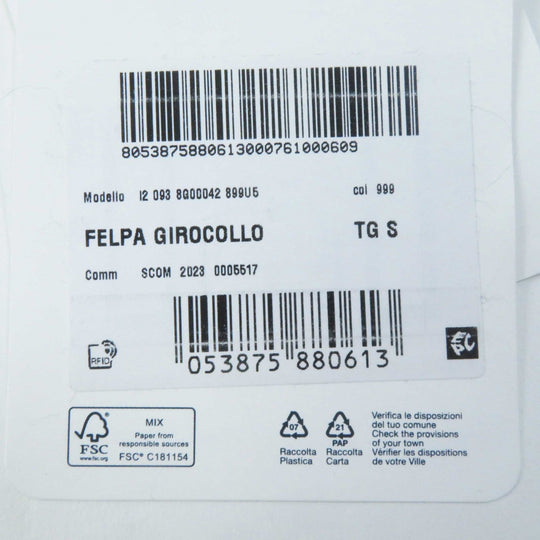 8053875880613000761000609
Modello I2 093 8G00042 899U5 col 999
FELPA GIROCOLLO TG S
Comm SCOM 2023 0005517
053875 880613
RFID
FSC
www.fsc.org
MIX
Paper from
responsible sources
FSC® C181154
07
Raccolta
Plastica
21
PAP
Raccolta
Carta
Verifica le disposizioni
del tuo comune
Check the provisions
of your town
Vérifier les dispositions
de votre Ville